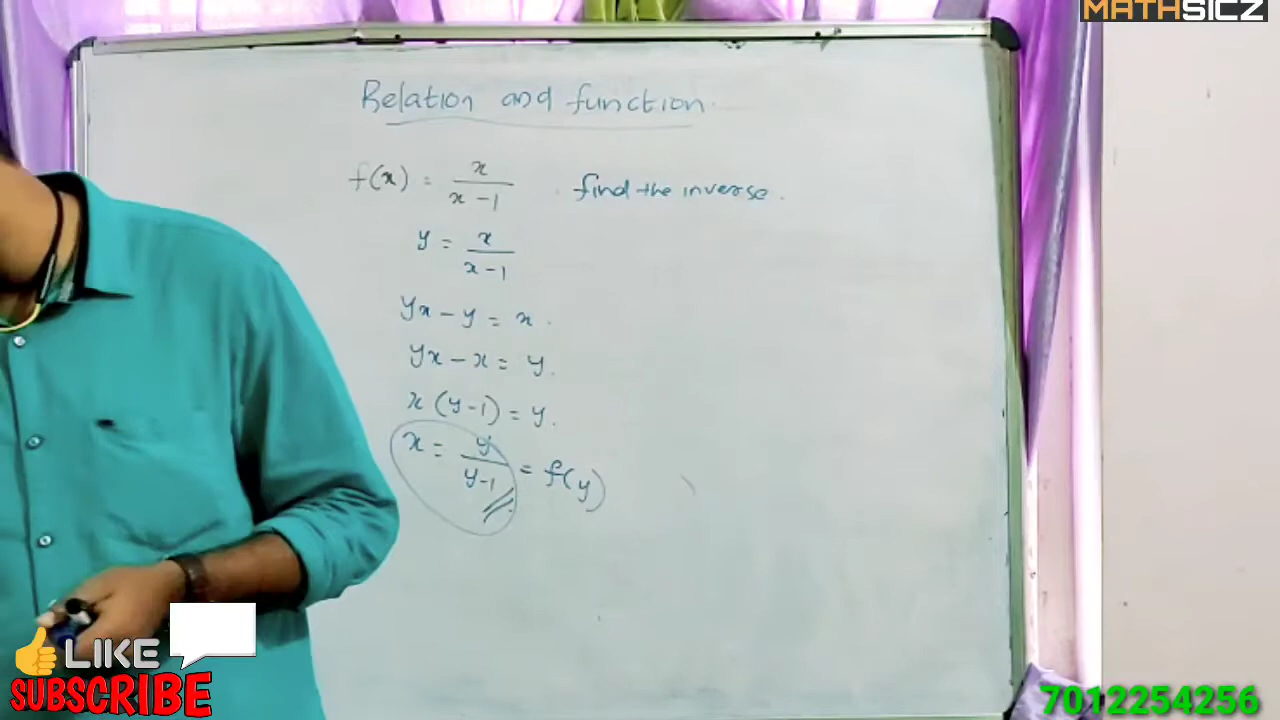 MATHSICZ
Relation and function.
f(x) = x/(x-1) find the inverse.
y = x/(x-1)
yx - y = x.
yx - x = y.
x(y-1) = y.
x = y/(y-1) = f(y)
LIKE
SUBSCRIBE
7012254256